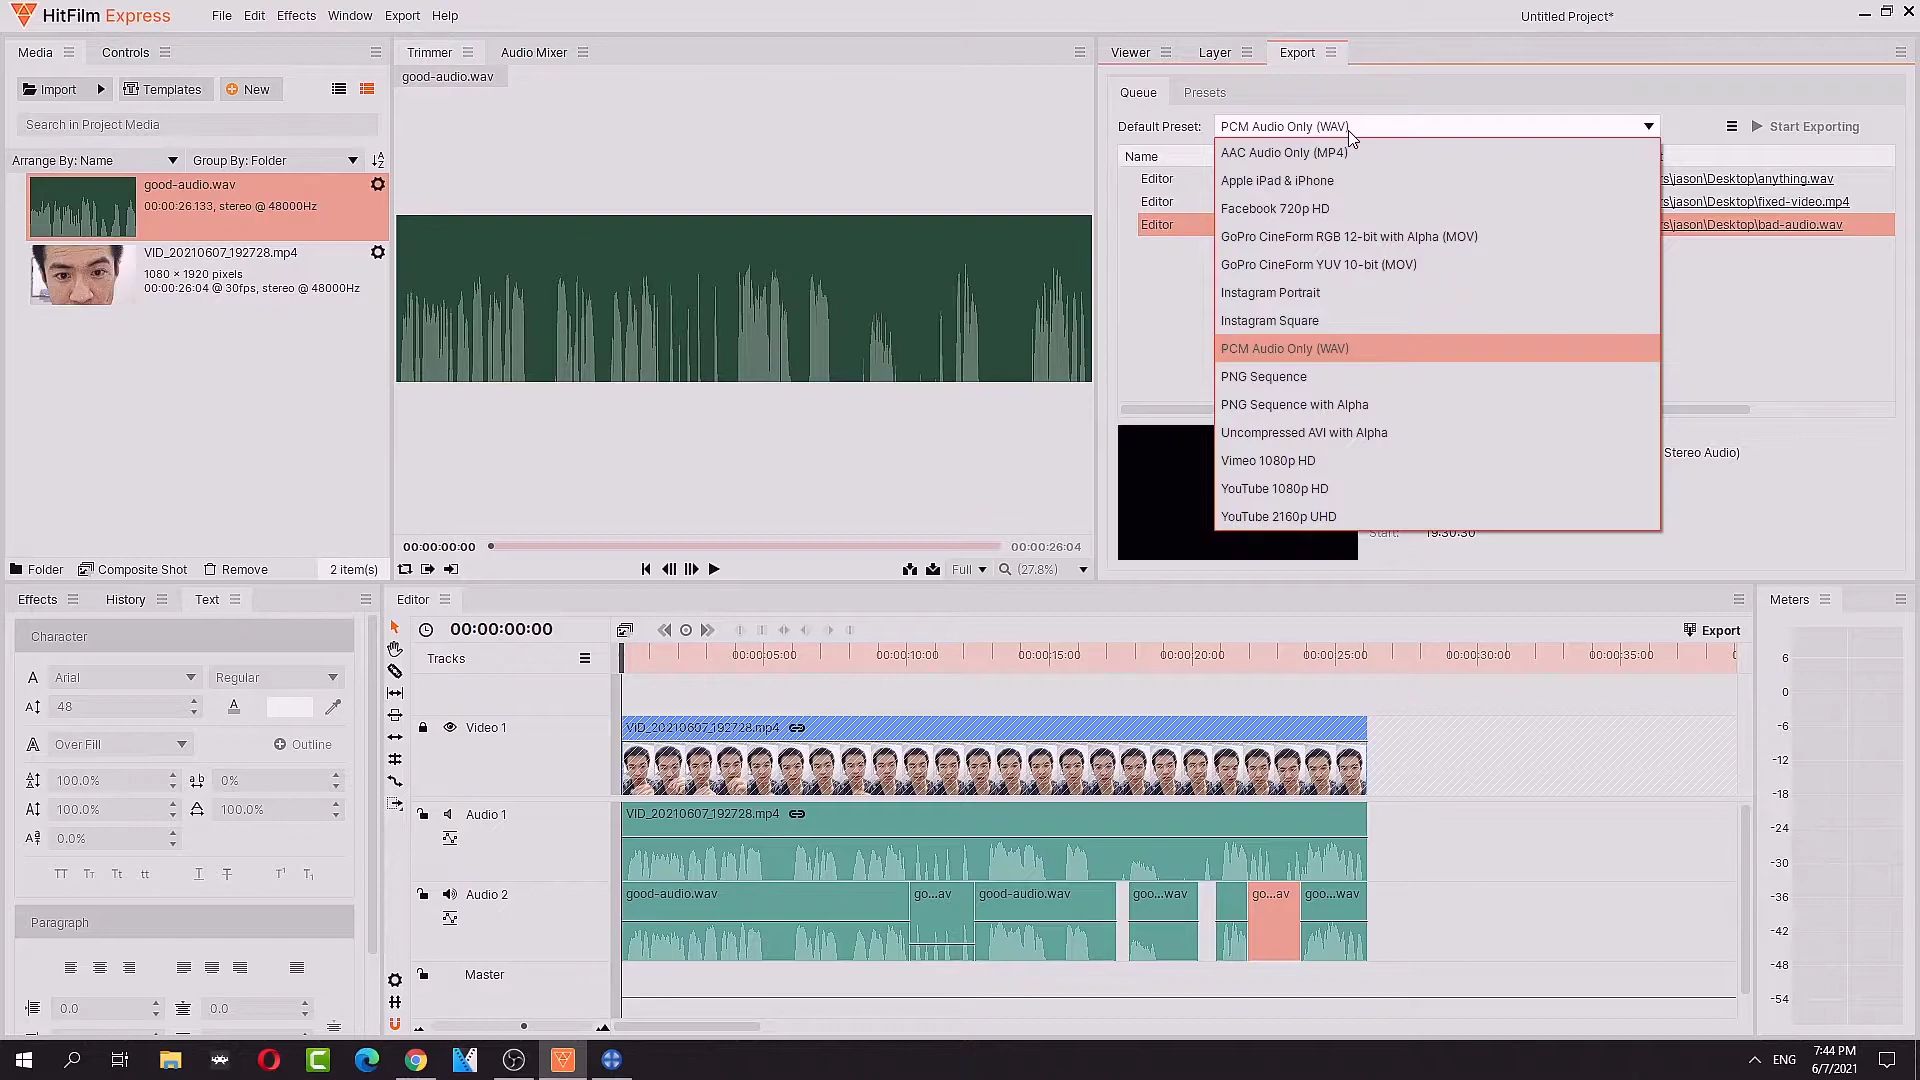 HitFilm Express
File Edit Effects Window Export Help
Untitled Project*
Media Controls
Import Templates New
Search in Project Media
Arrange By: Name Group By: Folder
good-audio.wav
00:00:26.133, stereo @ 48000Hz
VID_20210607_192728.mp4
1080 × 1920 pixels
00:00:26:04 @ 30fps, stereo @ 48000Hz
Folder Composite Shot Remove 2 item(s)
Trimmer Audio Mixer
good-audio.wav
00:00:00:00 00:00:26:04
Full (27.8%)
Viewer Layer Export
Queue Presets
Default Preset: PCM Audio Only (WAV) Start Exporting
Name
Editor s\jason\Desktop\anything.wav
Editor s\jason\Desktop\fixed-video.mp4
Editor s\jason\Desktop\bad-audio.wav
AAC Audio Only (MP4)
Apple iPad & iPhone
Facebook 720p HD
GoPro CineForm RGB 12-bit with Alpha (MOV)
GoPro CineForm YUV 10-bit (MOV)
Instagram Portrait
Instagram Square
PCM Audio Only (WAV)
PNG Sequence
PNG Sequence with Alpha
Uncompressed AVI with Alpha
Vimeo 1080p HD
YouTube 1080p HD
YouTube 2160p UHD
Stereo Audio)
Start: 19:30:30
Effects History Text
Character
A Arial Regular
48
Over Fill Outline
100.0% 0%
100.0% 100.0%
0.0%
TT Tт Tt tt T T T¹ T₁
Paragraph
0.0 0.0
Editor
00:00:00:00 Export
Tracks 00:00:05:00 00:00:10:00 00:00:15:00 00:00:20:00 00:00:25:00 00:00:30:00 00:00:35:00
Video 1 VID_20210607_192728.mp4
Audio 1 VID_20210607_192728.mp4
Audio 2 good-audio.wav go...av good-audio.wav goo...wav go...av goo...wav
Master
Meters
6
0
-6
-12
-18
-24
-30
-36
-42
-48
-54
ENG
7:44 PM
6/7/2021